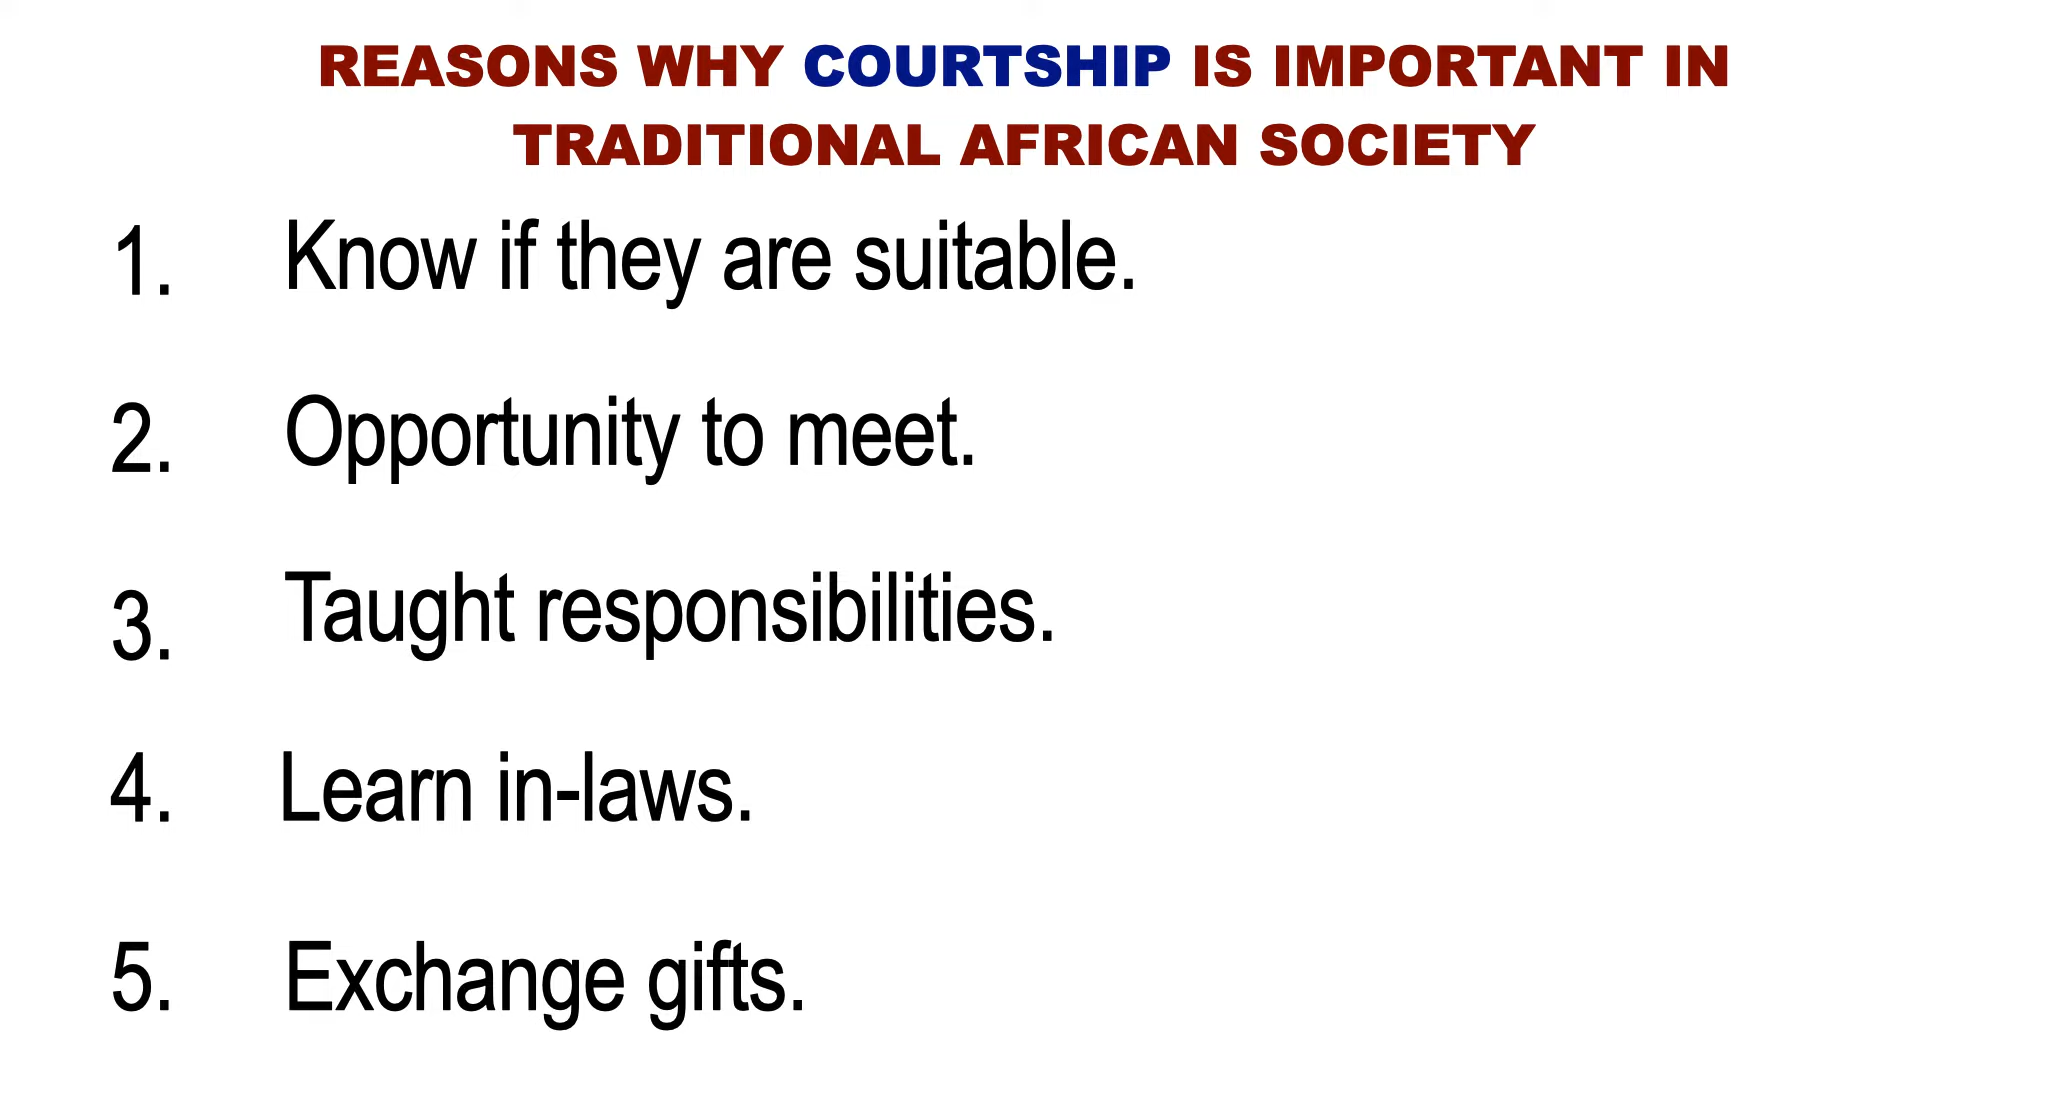 REASONS WHY COURTSHIP IS IMPORTANT IN
TRADITIONAL AFRICAN SOCIETY
1. Know if they are suitable.
2. Opportunity to meet.
3. Taught responsibilities.
4. Learn in-laws.
5. Exchange gifts.